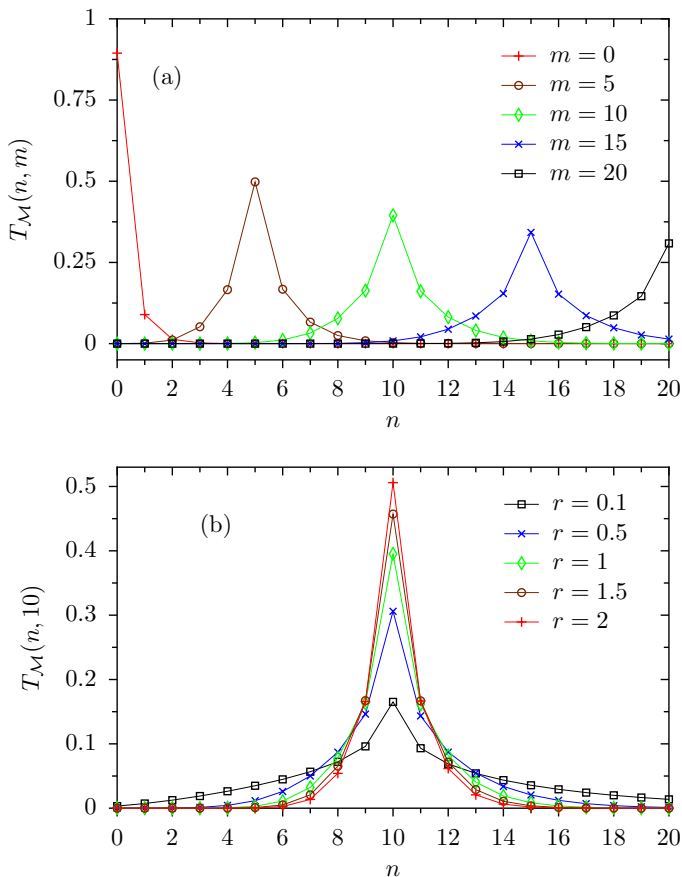 1
0.75
0.5
0.25
0
T_M(n, m)
(a)
m = 0
m = 5
m = 10
m = 15
m = 20
0 2 4 6 8 10 12 14 16 18 20
n
0.5
0.4
0.3
0.2
0.1
0
T_M(n, 10)
(b)
r = 0.1
r = 0.5
r = 1
r = 1.5
r = 2
0 2 4 6 8 10 12 14 16 18 20
n